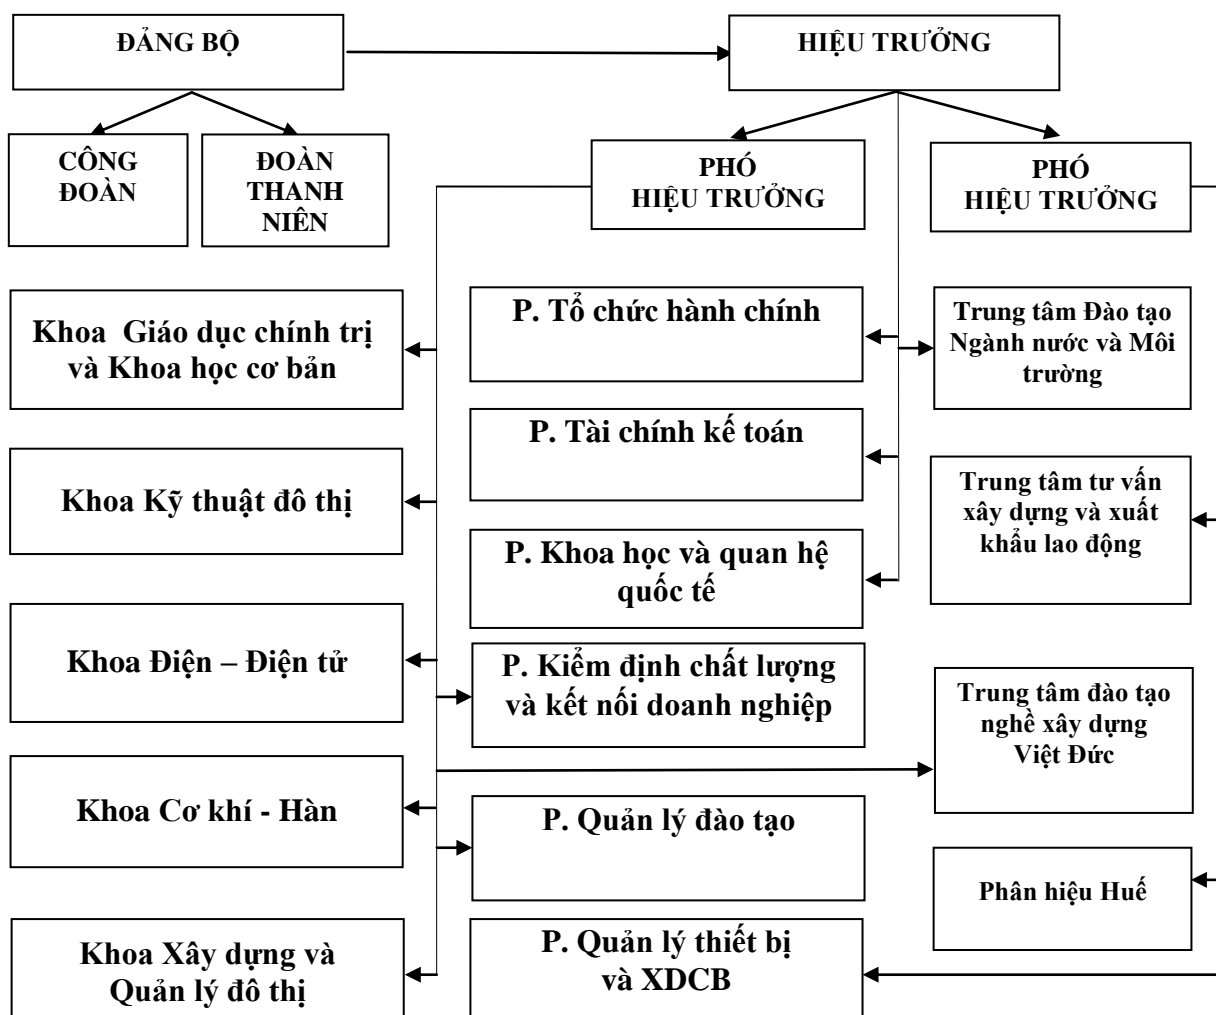 ĐẢNG BỘ
HIỆU TRƯỞNG
CÔNG
ĐOÀN
ĐOÀN
THANH
NIÊN
PHÓ
HIỆU TRƯỞNG
PHÓ
HIỆU TRƯỞNG
Khoa Giáo dục chính trị
và Khoa học cơ bản
P. Tổ chức hành chính
Trung tâm Đào tạo
Ngành nước và Môi
trường
Khoa Kỹ thuật đô thị
P. Tài chính kế toán
Trung tâm tư vấn
xây dựng và xuất
khẩu lao động
P. Khoa học và quan hệ
quốc tế
Khoa Điện – Điện tử
P. Kiểm định chất lượng
và kết nối doanh nghiệp
Trung tâm đào tạo
nghề xây dựng
Việt Đức
Khoa Cơ khí - Hàn
P. Quản lý đào tạo
Phân hiệu Huế
Khoa Xây dựng và
Quản lý đô thị
P. Quản lý thiết bị
và XDCB